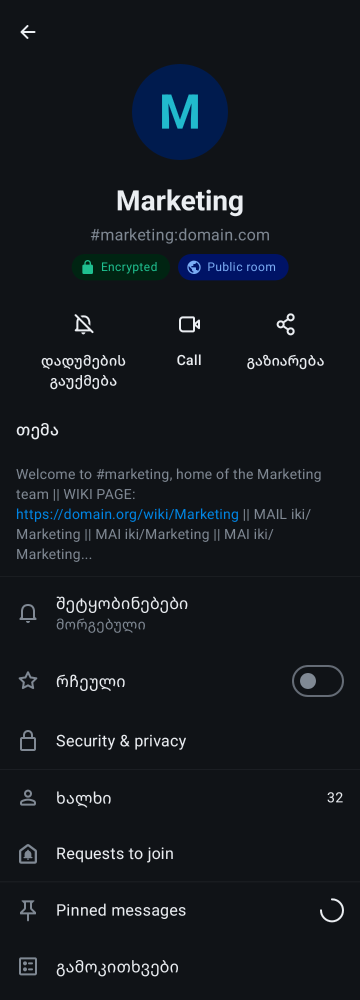 M
Marketing
#marketing:domain.com
Encrypted
Public room
დადუმების
გაუქმება
Call
გაზიარება
თემა
Welcome to #marketing, home of the Marketing
team || WIKI PAGE:
https://domain.org/wiki/Marketing || MAIL iki/
Marketing || MAI iki/Marketing || MAI iki/
Marketing...
შეტყობინებები
მორგებული
რჩეული
Security & privacy
ხალხი
32
Requests to join
Pinned messages
გამოკითხვები